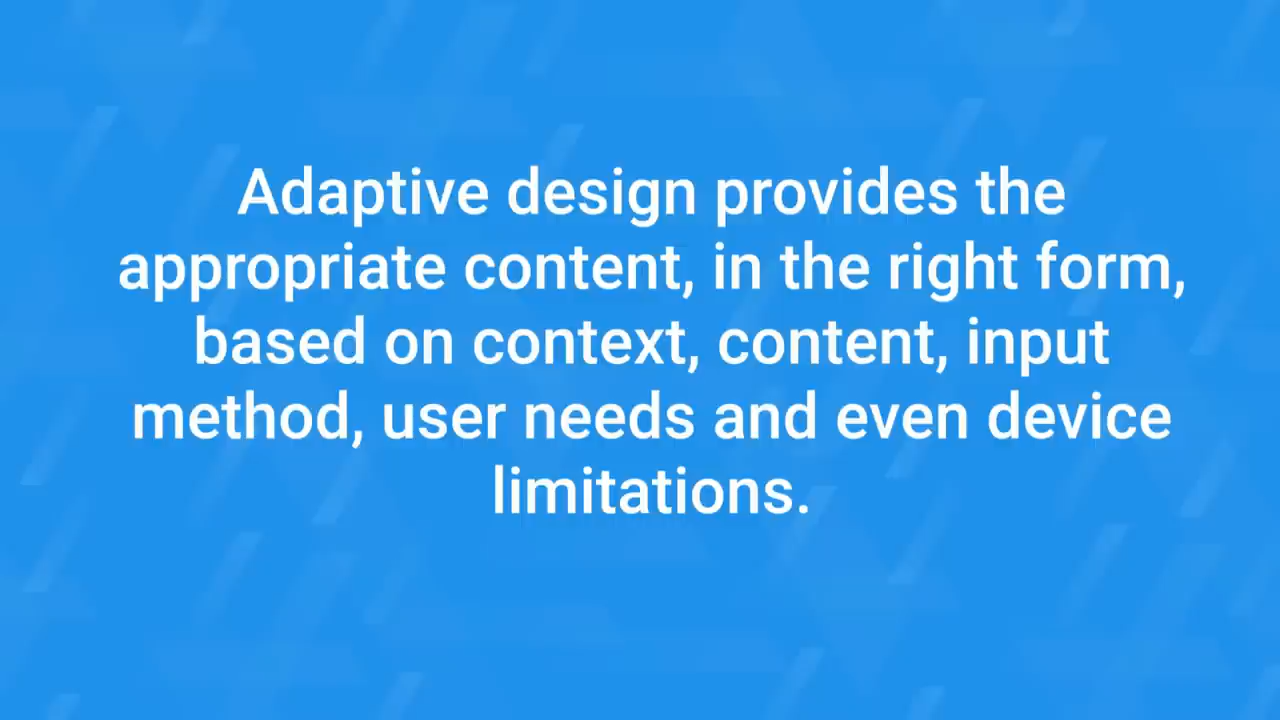 Adaptive design provides the
appropriate content, in the right form,
based on context, content, input
method, user needs and even device
limitations.